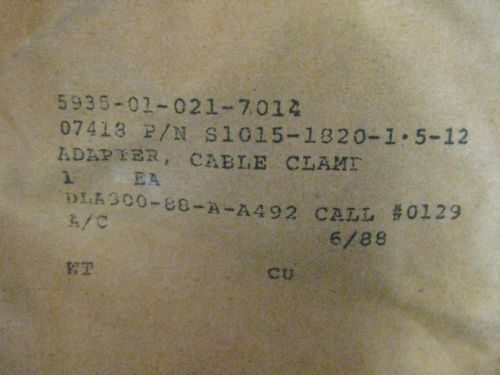 5935-01-021-7014
07418 P/N S1015-1820-1.5-12
ADAPTER, CABLE CLAMP
1 EA
DLA900-88-A-A492 CALL #0129
A/C
6/88
WT CU